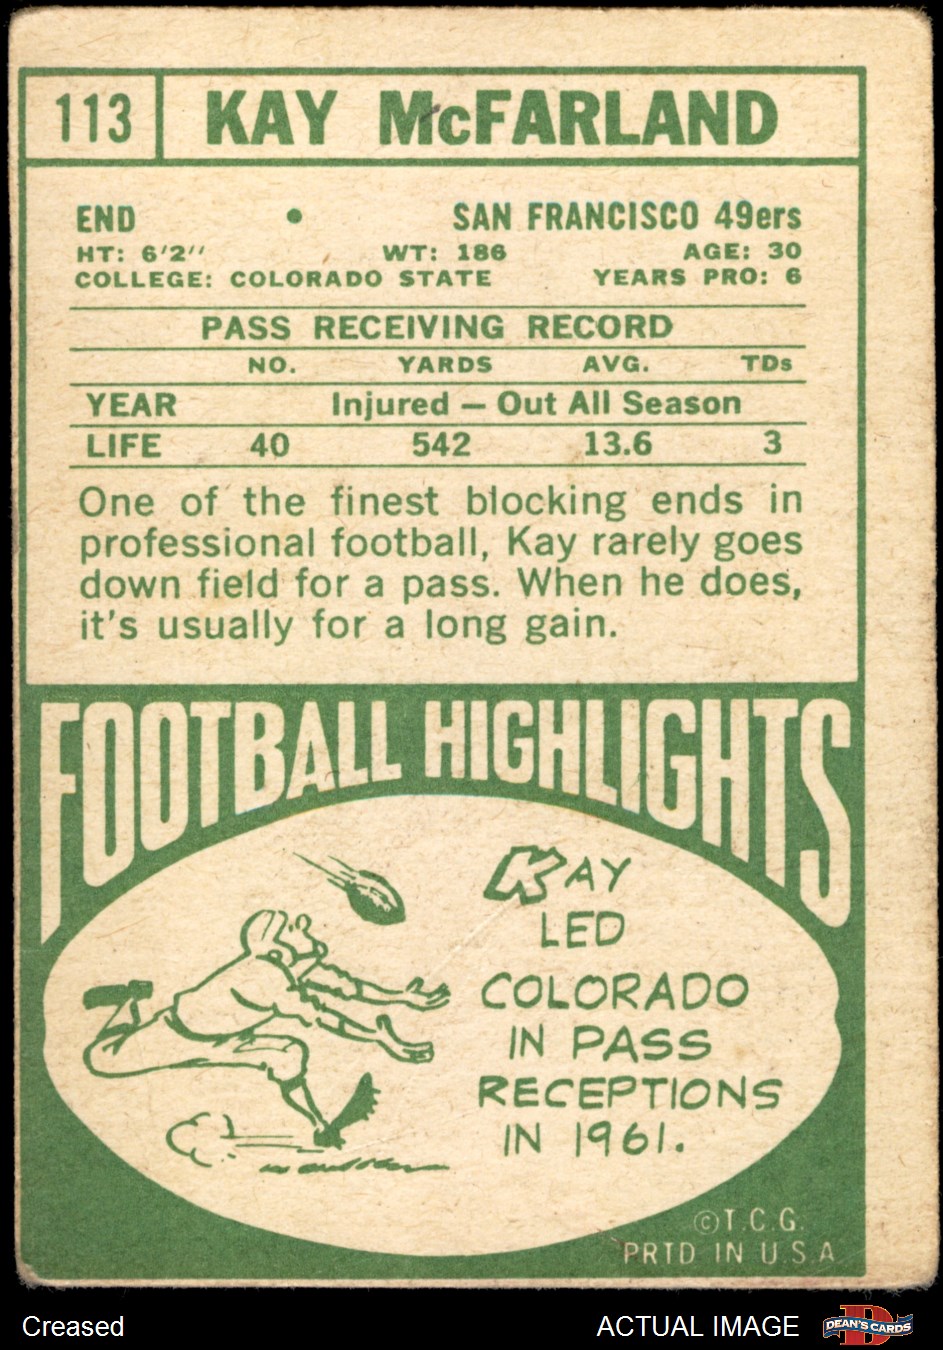 113 KAY McFARLAND
END • SAN FRANCISCO 49ers
HT: 6'2'' WT: 186 AGE: 30
COLLEGE: COLORADO STATE YEARS PRO: 6
PASS RECEIVING RECORD
NO. YARDS AVG. TDs
YEAR Injured — Out All Season
LIFE 40 542 13.6 3
One of the finest blocking ends in
professional football, Kay rarely goes
down field for a pass. When he does,
it's usually for a long gain.
FOOTBALL HIGHLIGHTS
KAY
LED
COLORADO
IN PASS
RECEPTIONS
IN 1961.
©T.C.G.
PRTD IN U.S.A
Creased ACTUAL IMAGE D DEAN'S CARDS